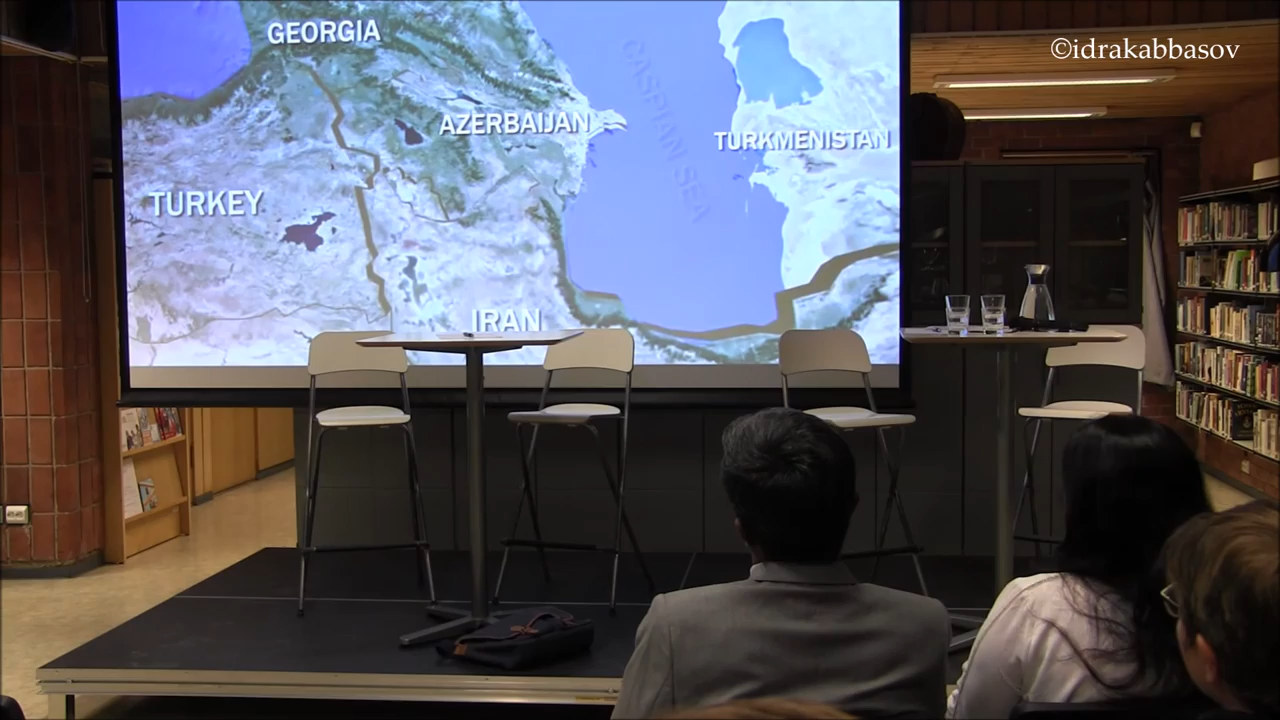 ©idrakabbasov
GEORGIA
AZERBAIJAN
CASPIAN SEA
TURKMENISTAN
TURKEY
IRAN